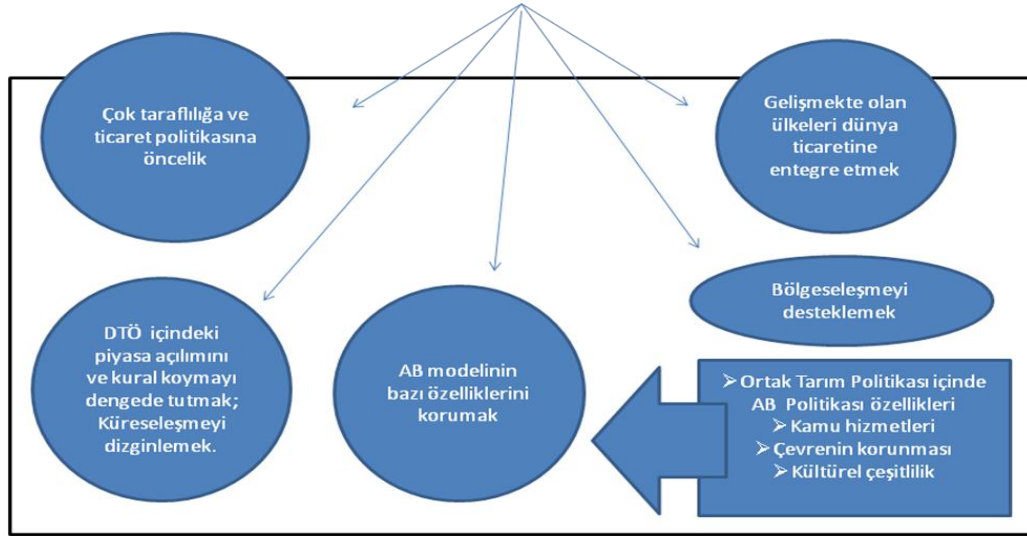 Çok taraflılığa ve
ticaret politikasına
öncelik
Gelişmekte olan
ülkeleri dünya
ticaretine
entegre etmek
DTÖ içindeki
piyasa açılımını
ve kural koymayı
dengede tutmak;
Küreseleşmeyi
dizginlemek.
AB modelinin
bazı özelliklerini
korumak
Bölgeseleşmeyi
desteklemek
➢ Ortak Tarım Politikası içinde
AB Politikası özellikleri
➢ Kamu hizmetleri
➢ Çevrenin korunması
➢ Kültürel çeşitlilik